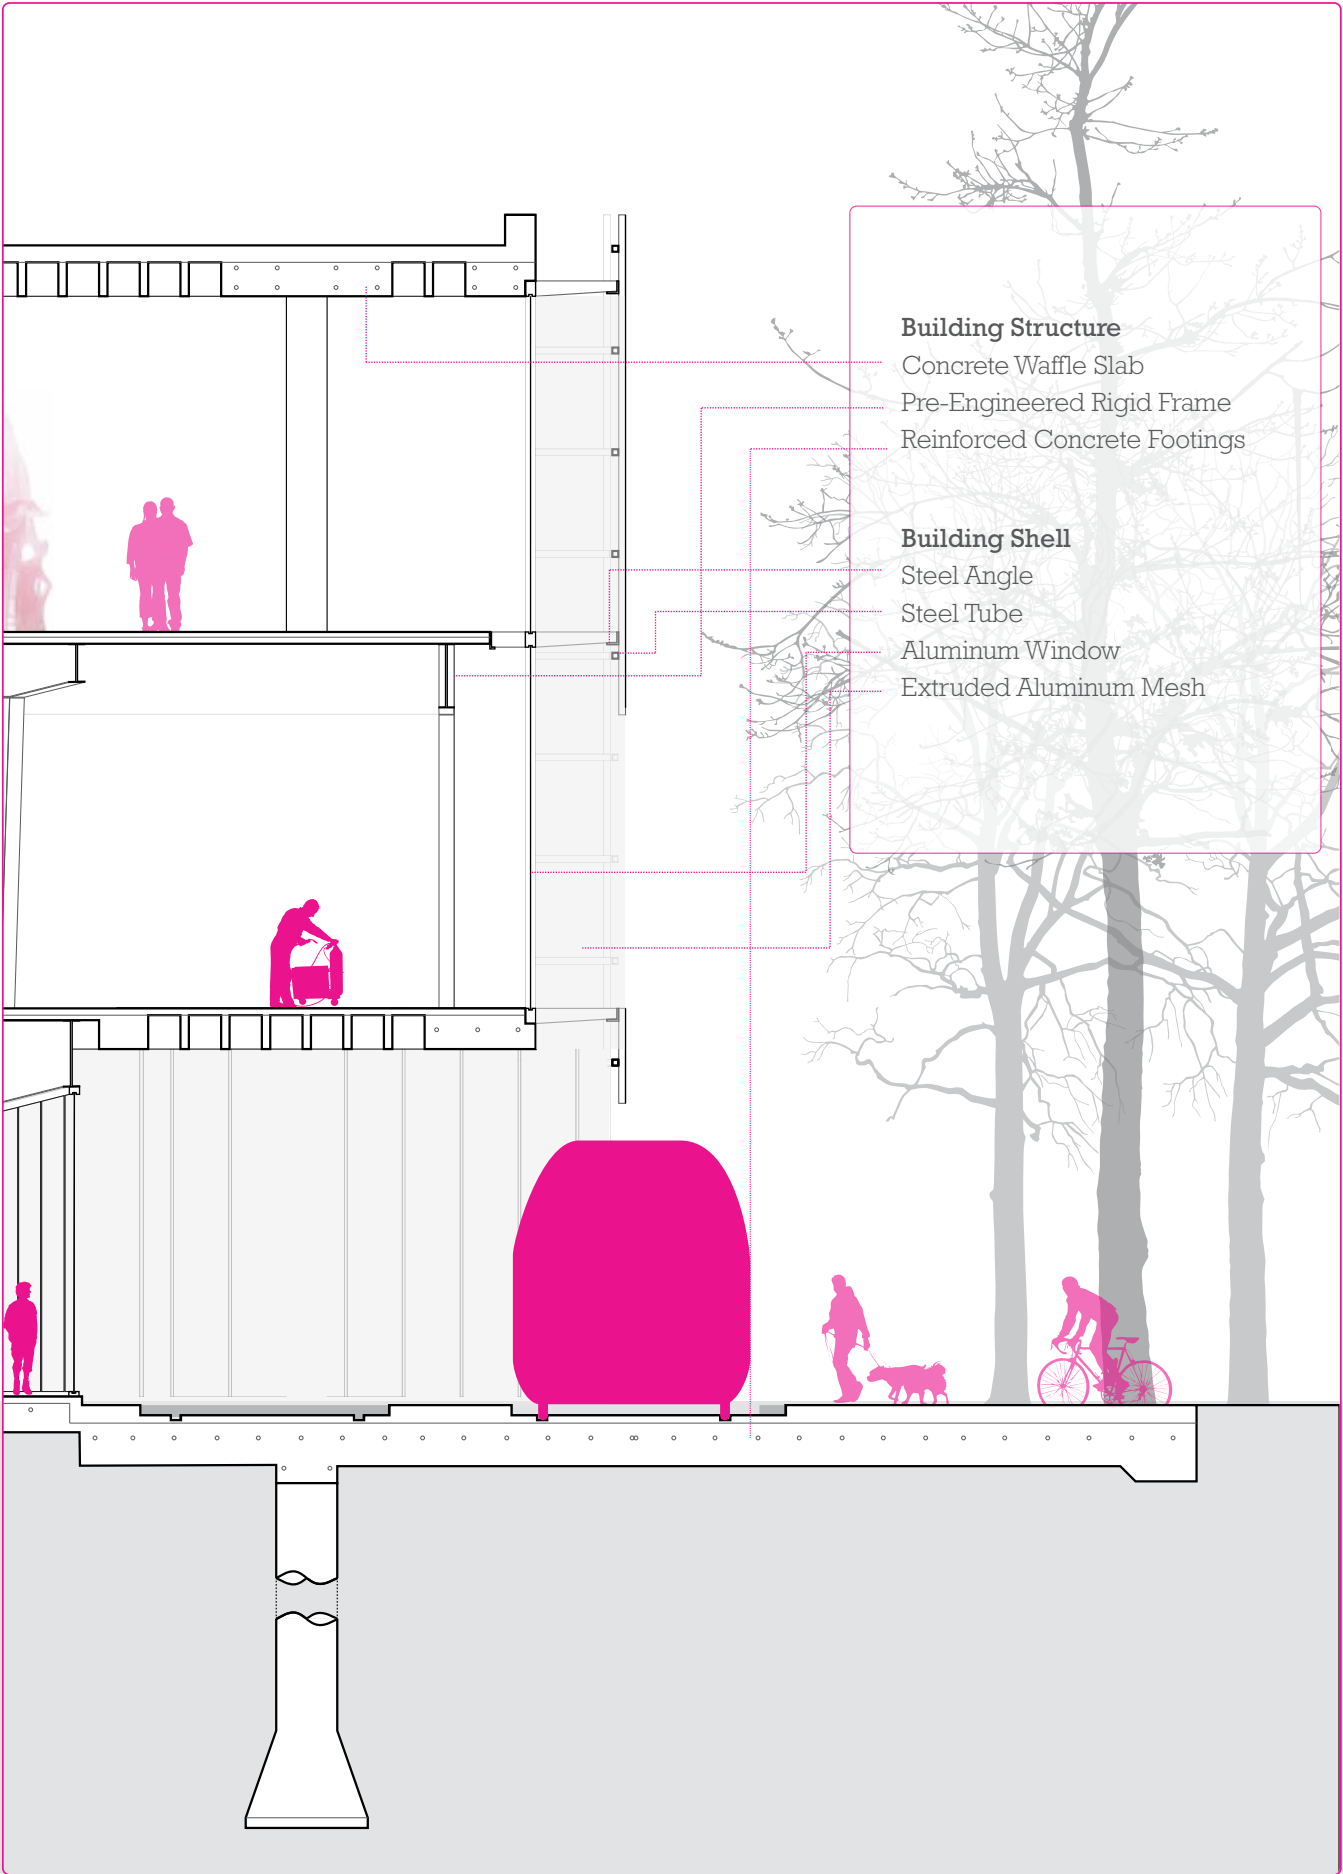 Building Structure
Concrete Waffle Slab
Pre-Engineered Rigid Frame
Reinforced Concrete Footings
Building Shell
Steel Angle
Steel Tube
Aluminum Window
Extruded Aluminum Mesh